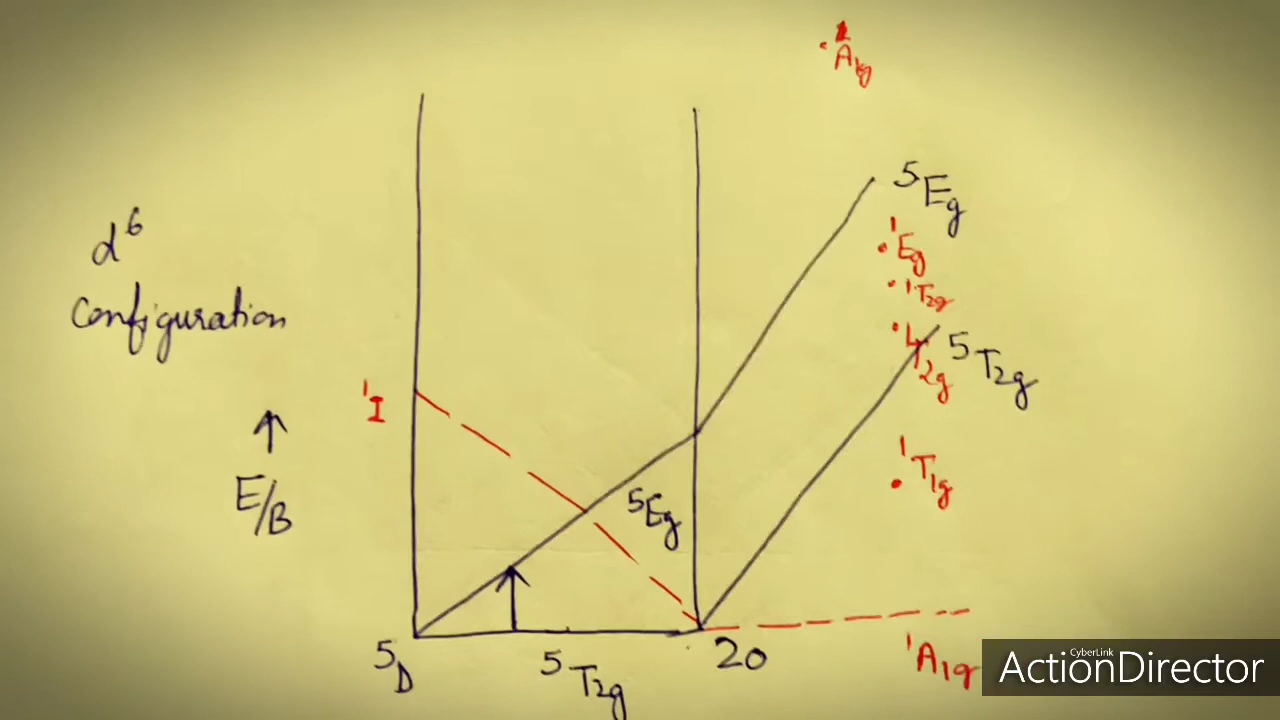 ¹A₁g
⁵Eg
d⁶
Configuration
¹Eg
¹T₂g
⁵T₂g
¹I
¹T₁g
E/B
⁵Eg
⁵D
⁵T₂g
20
¹A₁g
CyberLink
ActionDirector